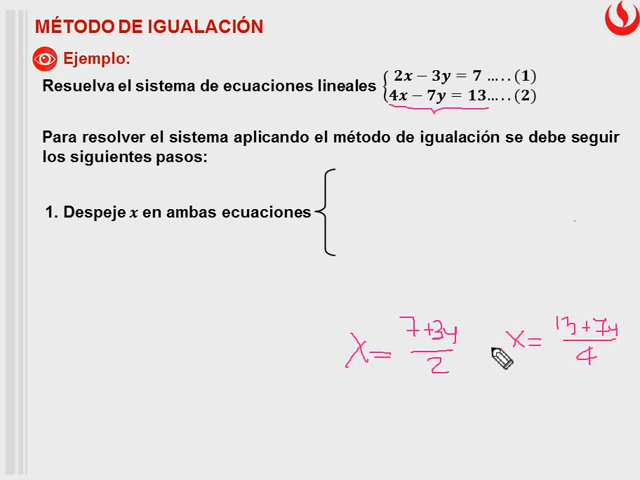 MÉTODO DE IGUALACIÓN
Ejemplo:
Resuelva el sistema de ecuaciones lineales { 2x − 3y = 7 .....(1)
4x − 7y = 13.....(2)
Para resolver el sistema aplicando el método de igualación se debe seguir
los siguientes pasos:
1. Despeje x en ambas ecuaciones {
x = (7+3y)/2   x = (13+7y)/4